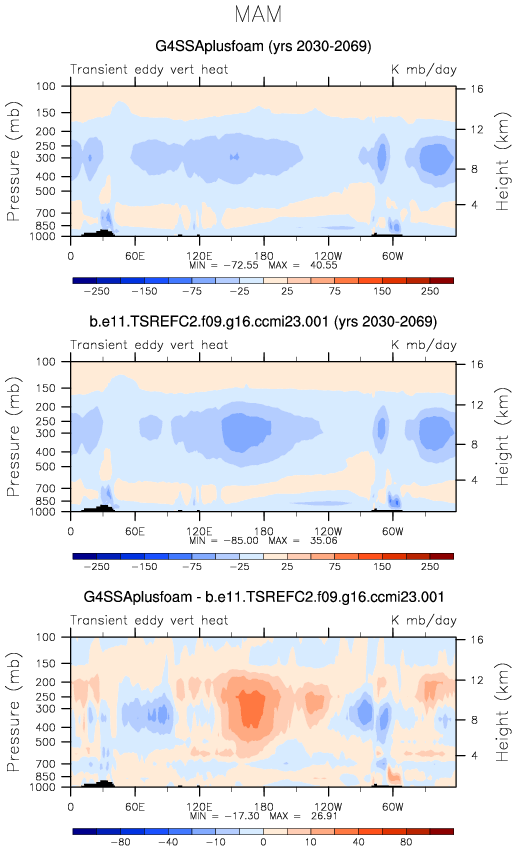 MAM
G4SSAplusfoam (yrs 2030-2069)
Transient eddy vert heat K mb/day
Pressure (mb)
100
150
200
250
300
400
500
700
850
1000
16
12
8
4
Height (km)
0 60E 120E 180 120W 60W
MIN = -72.55 MAX = 40.55
-250 -150 -75 -25 25 75 150 250
b.e11.TSREFC2.f09.g16.ccmi23.001 (yrs 2030-2069)
Transient eddy vert heat K mb/day
Pressure (mb)
100
150
200
250
300
400
500
700
850
1000
16
12
8
4
Height (km)
0 60E 120E 180 120W 60W
MIN = -85.00 MAX = 35.06
-250 -150 -75 -25 25 75 150 250
G4SSAplusfoam - b.e11.TSREFC2.f09.g16.ccmi23.001
Transient eddy vert heat K mb/day
Pressure (mb)
100
150
200
250
300
400
500
700
850
1000
16
12
8
4
Height (km)
0 60E 120E 180 120W 60W
MIN = -17.30 MAX = 26.91
-80 -40 -10 0 10 40 80